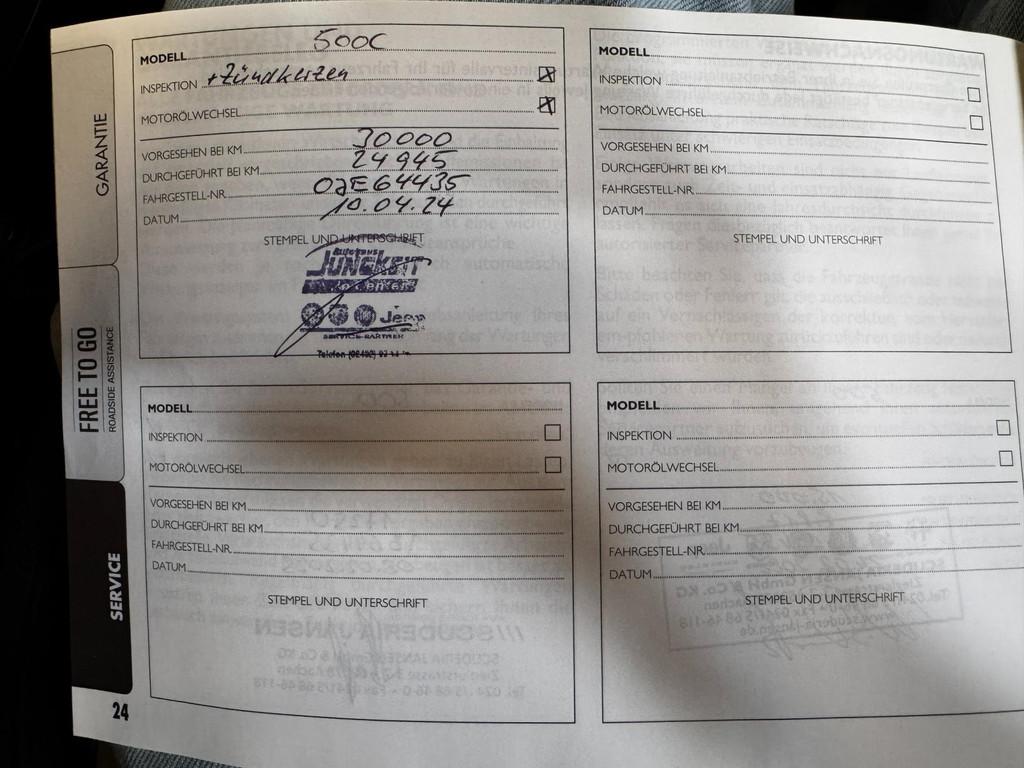 GARANTIE
FREE TO GO
ROADSIDE ASSISTANCE
SERVICE
24
MODELL 500C
INSPEKTION + Zündkerzen
MOTORÖLWECHSEL
VORGESEHEN BEI KM 30000
DURCHGEFÜHRT BEI KM 24945
FAHRGESTELL-NR. 0JE64435
DATUM 10.04.24
STEMPEL UND UNTERSCHRIFT
Autohaus
JUNGKEIT
Jeep
SERVICE-PARTNER
Telefon
MODELL
INSPEKTION
MOTORÖLWECHSEL
VORGESEHEN BEI KM
DURCHGEFÜHRT BEI KM
FAHRGESTELL-NR.
DATUM
STEMPEL UND UNTERSCHRIFT
MODELL
INSPEKTION
MOTORÖLWECHSEL
VORGESEHEN BEI KM
DURCHGEFÜHRT BEI KM
FAHRGESTELL-NR.
DATUM
STEMPEL UND UNTERSCHRIFT
MODELL
INSPEKTION
MOTORÖLWECHSEL
VORGESEHEN BEI KM
DURCHGEFÜHRT BEI KM
FAHRGESTELL-NR.
DATUM
STEMPEL UND UNTERSCHRIFT